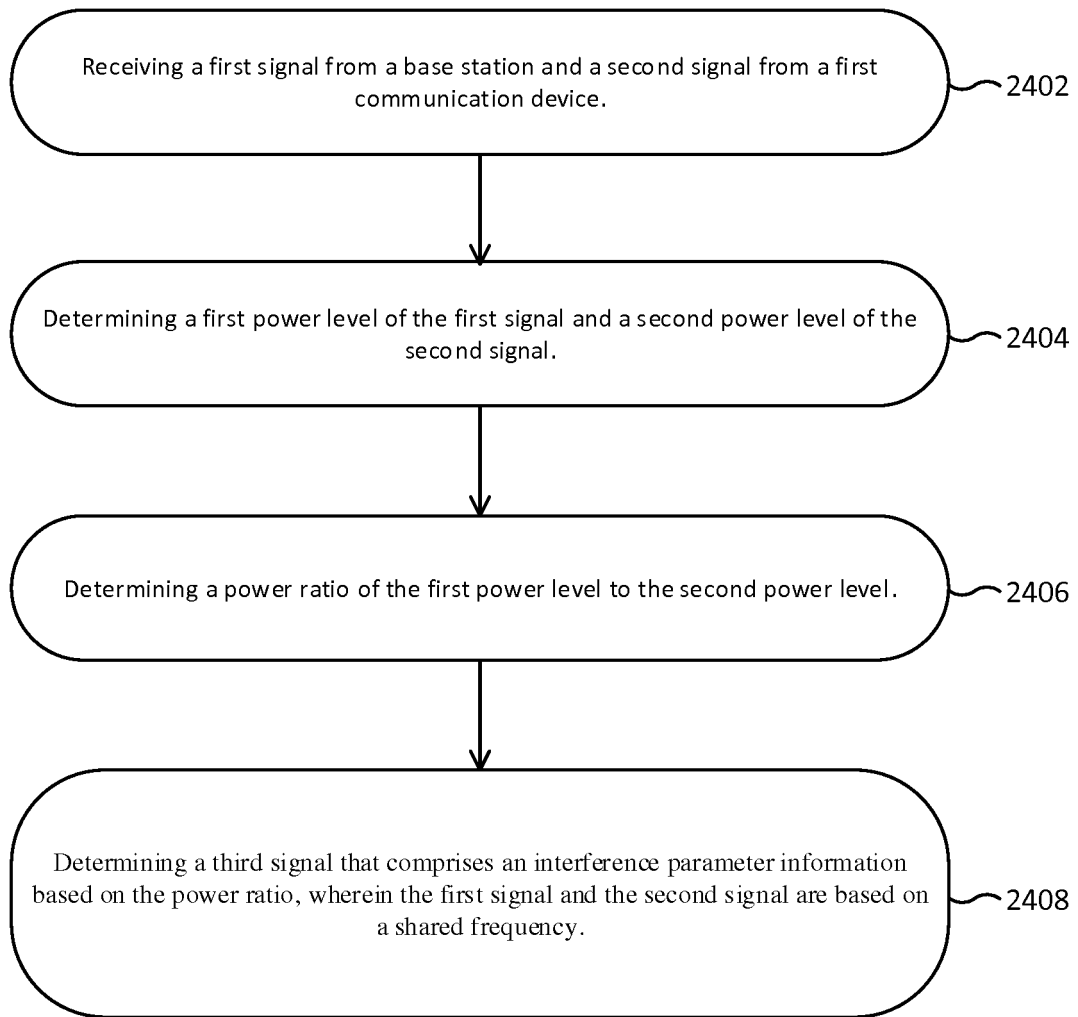 Receiving a first signal from a base station and a second signal from a first
communication device.
2402
Determining a first power level of the first signal and a second power level of the
second signal.
2404
Determining a power ratio of the first power level to the second power level.
2406
Determining a third signal that comprises an interference parameter information
based on the power ratio, wherein the first signal and the second signal are based on
a shared frequency.
2408